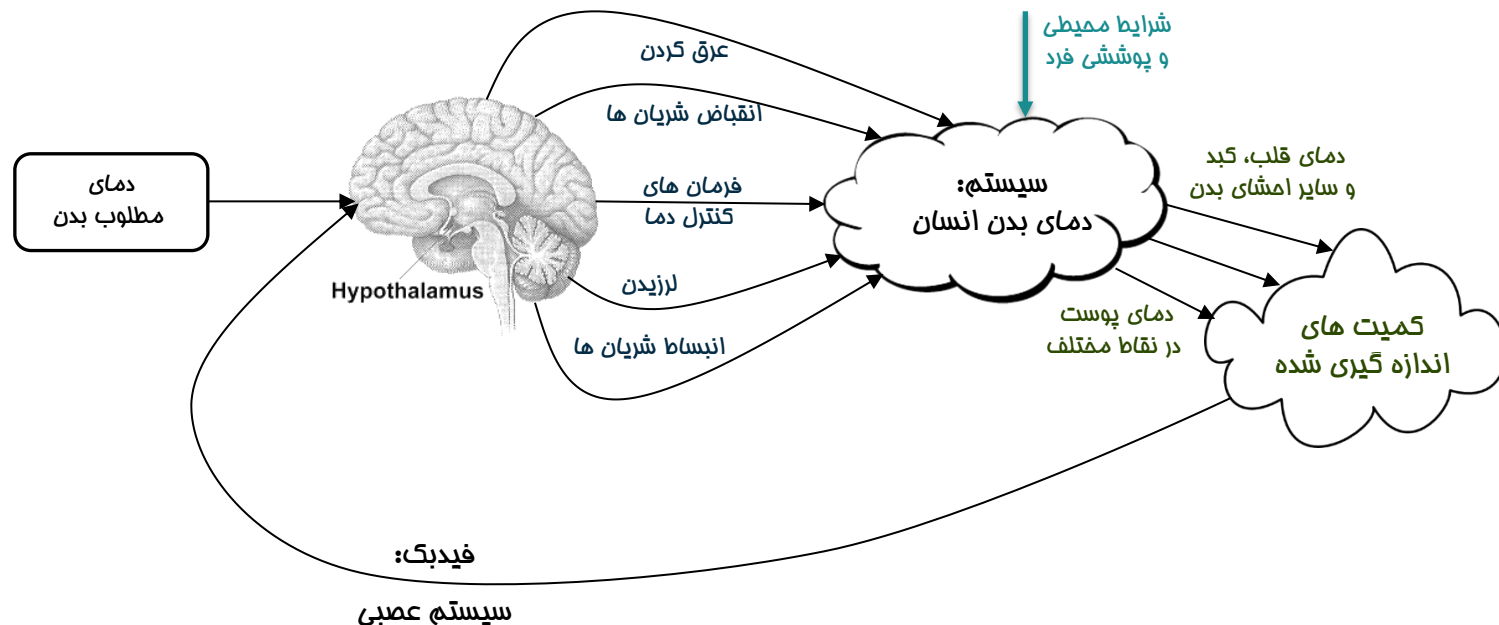 شرایط محیطی
و پوششی فرد
عرق کردن
انقباض شریان ها
دمای
مطلوب بدن
فرمان های
کنترل دما
سیستم:
دمای بدن انسان
دمای قلب، کبد
و سایر احشای بدن
Hypothalamus
لرزیدن
انبساط شریان ها
دمای پوست
در نقاط مختلف
کمیت های
اندازه گیری شده
فیدبک:
سیستم عصبی